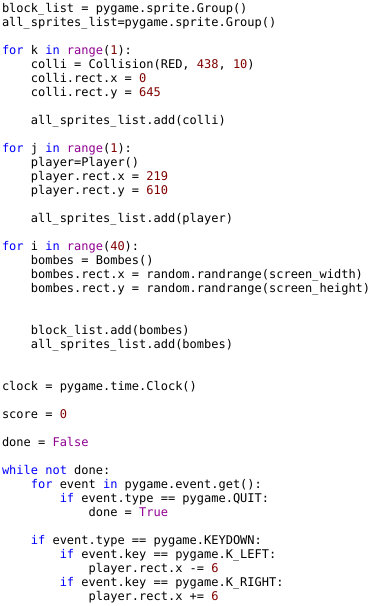 block_list = pygame.sprite.Group()
all_sprites_list=pygame.sprite.Group()

for k in range(1):
    colli = Collision(RED, 438, 10)
    colli.rect.x = 0
    colli.rect.y = 645

    all_sprites_list.add(colli)

for j in range(1):
    player=Player()
    player.rect.x = 219
    player.rect.y = 610

    all_sprites_list.add(player)

for i in range(40):
    bombes = Bombes()
    bombes.rect.x = random.randrange(screen_width)
    bombes.rect.y = random.randrange(screen_height)


    block_list.add(bombes)
    all_sprites_list.add(bombes)


clock = pygame.time.Clock()

score = 0

done = False

while not done:
    for event in pygame.event.get():
        if event.type == pygame.QUIT:
            done = True

    if event.type == pygame.KEYDOWN:
        if event.key == pygame.K_LEFT:
            player.rect.x -= 6
        if event.key == pygame.K_RIGHT:
            player.rect.x += 6